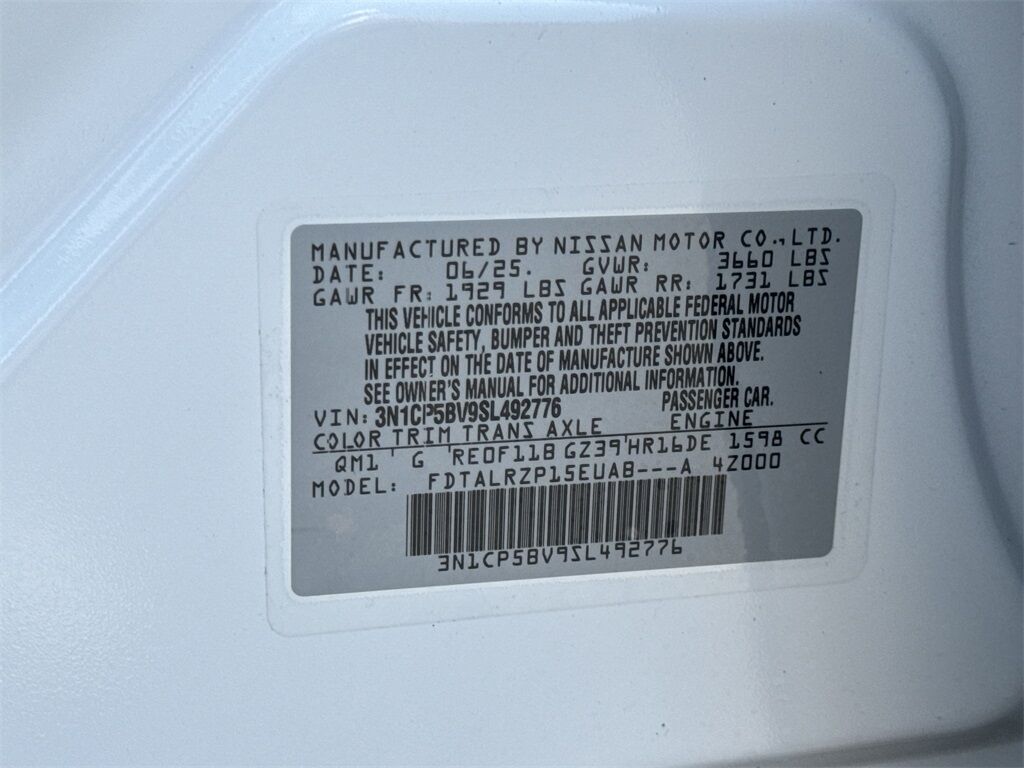 MANUFACTURED BY NISSAN MOTOR CO.,LTD.
DATE: 06/25. GVWR: 3660 LBS
GAWR FR: 1929 LBS GAWR RR: 1731 LBS
THIS VEHICLE CONFORMS TO ALL APPLICABLE FEDERAL MOTOR
VEHICLE SAFETY, BUMPER AND THEFT PREVENTION STANDARDS
IN EFFECT ON THE DATE OF MANUFACTURE SHOWN ABOVE.
SEE OWNER'S MANUAL FOR ADDITIONAL INFORMATION.
VIN: 3N1CP5BV9SL492776 PASSENGER CAR.
COLOR TRIM TRANS AXLE ENGINE
QM1 G RE0F11B GZ39 HR16DE 1598 CC
MODEL: FDTALRZP15EUAB---A 42000
3N1CP5BV9SL492776